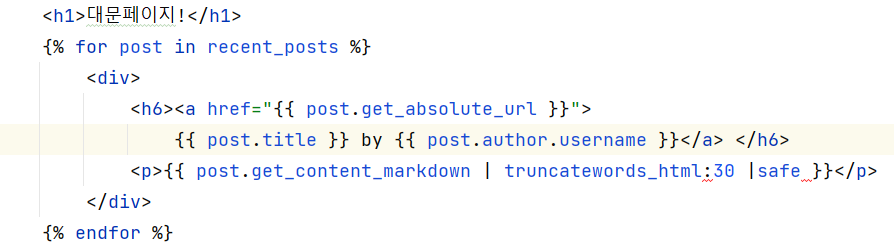 <h1>대문페이지!</h1>
{% for post in recent_posts %}
<div>
<h6><a href="{{ post.get_absolute_url }}">
{{ post.title }} by {{ post.author.username }}</a> </h6>
<p>{{ post.get_content_markdown | truncatewords_html:30 |safe }}</p>
</div>
{% endfor %}